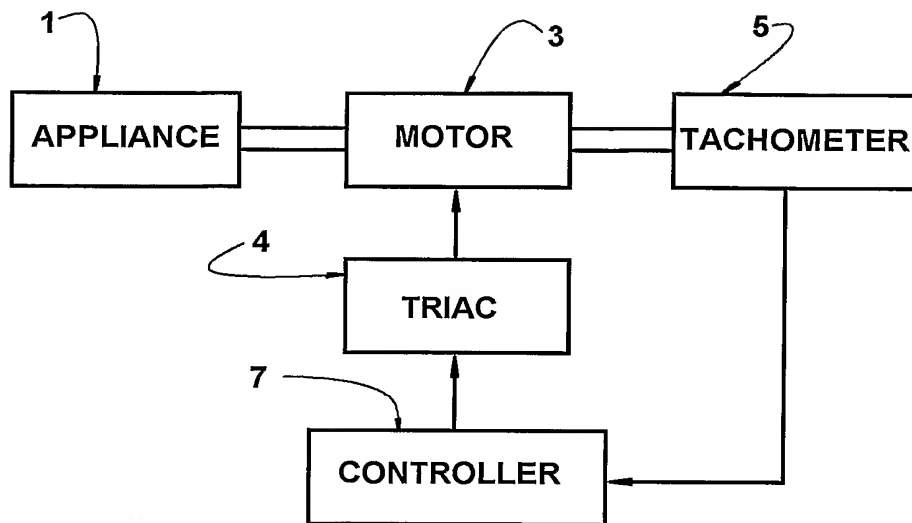 1
3
5
APPLIANCE
MOTOR
TACHOMETER
4
TRIAC
7
CONTROLLER